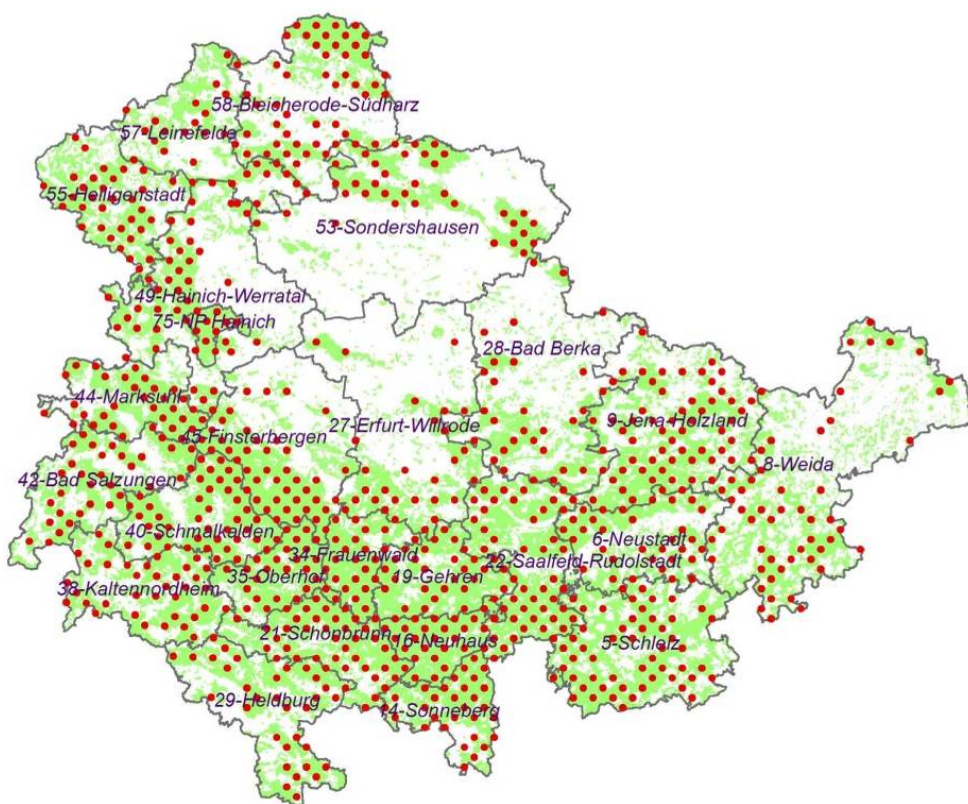 58-Bleicherode-Südharz
57-Leinefelde
55-Heiligenstadt
53-Sondershausen
49-Hainich-Werratal
75-NP Hainich
28-Bad Berka
44-Marksuhl
9-Jena-Holzland
27-Erfurt-Willrode
45-Finsterbergen
8-Weida
42-Bad Salzungen
40-Schmalkalden
6-Neustadt
34-Frauenwald
22-Saalfeld-Rudolstadt
35-Oberhof
19-Gehren
38-Kaltennordheim
21-Schönbrunn
16-Neuhaus
5-Schleiz
29-Heldburg
14-Sonneberg